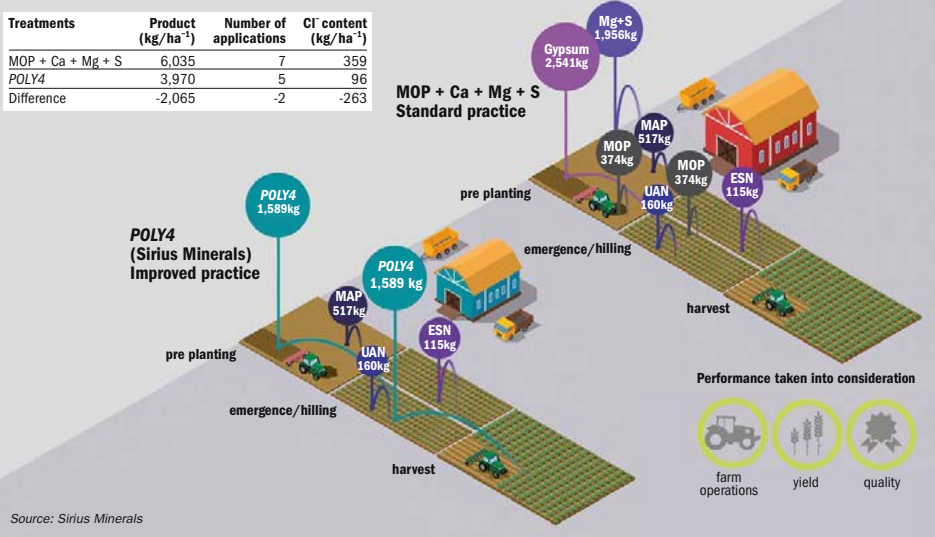 Treatments Product Number of Cl⁻ content
(kg/ha⁻¹) applications (kg/ha⁻¹)
MOP + Ca + Mg + S 6,035 7 359
POLY4 3,970 5 96
Difference -2,065 -2 -263
Mg+S
1,956kg
Gypsum
2,541kg
MOP + Ca + Mg + S
Standard practice
MAP
517kg
MOP
374kg
MOP
374kg
ESN
115kg
UAN
160kg
pre planting
emergence/hilling
harvest
POLY4
1,589kg
POLY4
(Sirius Minerals)
Improved practice
POLY4
1,589 kg
MAP
517kg
ESN
115kg
UAN
160kg
pre planting
emergence/hilling
harvest
Performance taken into consideration
farm
operations
yield
quality
Source: Sirius Minerals